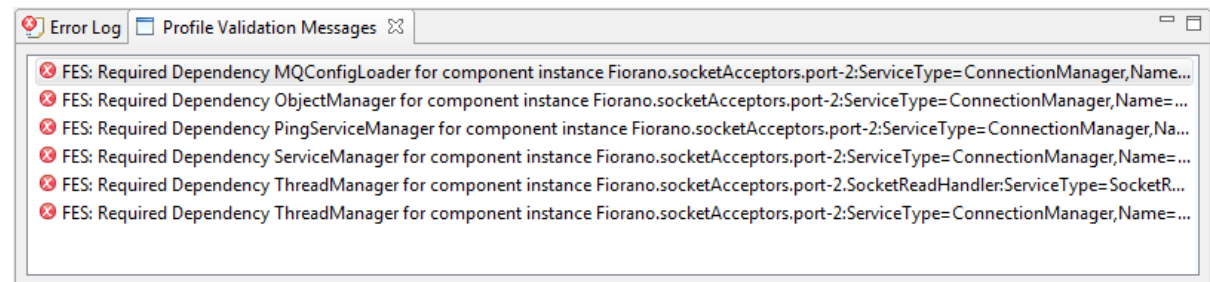 Error Log Profile Validation Messages
FES: Required Dependency MQConfigLoader for component instance Fiorano.socketAcceptors.port-2:ServiceType=ConnectionManager,Name...
FES: Required Dependency ObjectManager for component instance Fiorano.socketAcceptors.port-2:ServiceType=ConnectionManager,Name=...
FES: Required Dependency PingServiceManager for component instance Fiorano.socketAcceptors.port-2:ServiceType=ConnectionManager,Na...
FES: Required Dependency ServiceManager for component instance Fiorano.socketAcceptors.port-2:ServiceType=ConnectionManager,Name=...
FES: Required Dependency ThreadManager for component instance Fiorano.socketAcceptors.port-2.SocketReadHandler:ServiceType=SocketR...
FES: Required Dependency ThreadManager for component instance Fiorano.socketAcceptors.port-2:ServiceType=ConnectionManager,Name=...